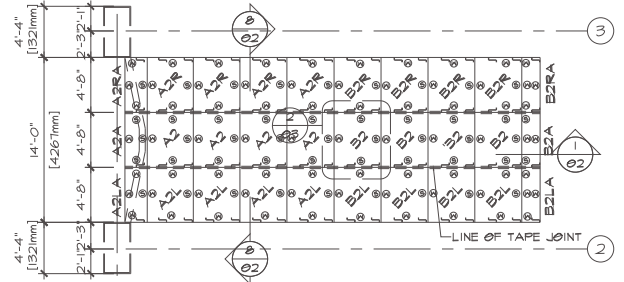 4'-4"
[1321mm]
2'-3"
2'-1"
8
02
3
4'-8"
A2RA
A2R A2R A2R A2R B2R B2R B2R B2R
B2RA
14'-0"
[4267mm]
4'-8"
A2A
A2 A2 A2 A2 B2 B2 B2 B2
B2A
2
03
1
02
4'-8"
A2LA
A2L A2L A2L A2L B2L B2L B2L B2L
B2LA
LINE OF TAPE JOINT
4'-4"
[1321mm]
2'-1"
2'-3"
8
02
2